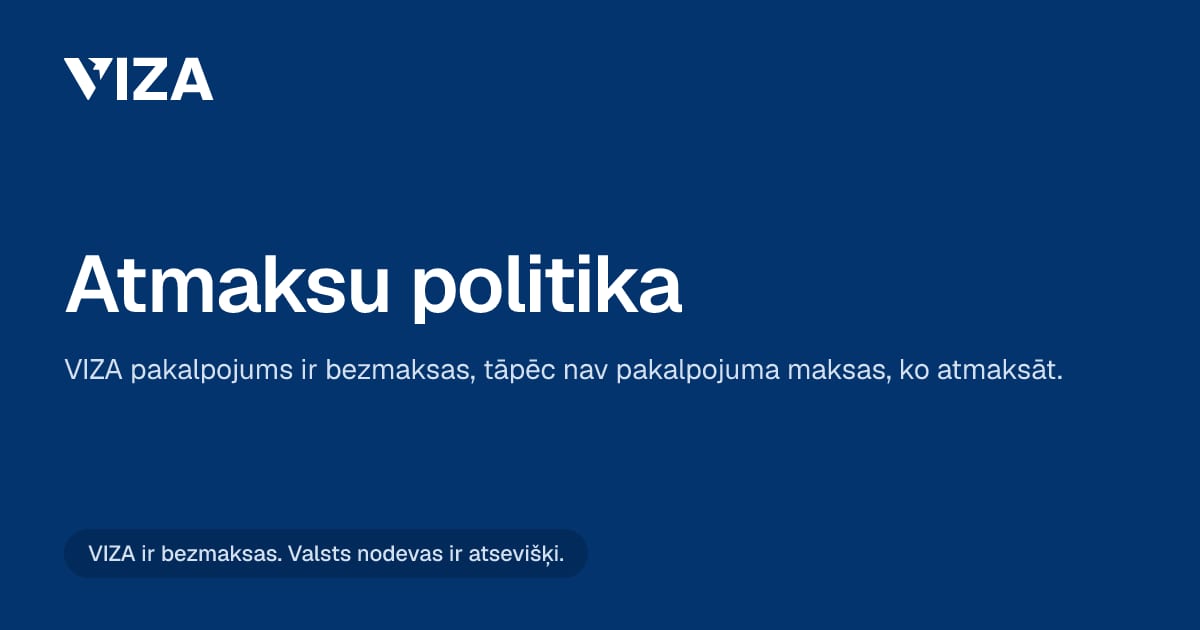 VIZA
Atmaksu politika
VIZA pakalpojums ir bezmaksas, tāpēc nav pakalpojuma maksas, ko atmaksāt.
VIZA ir bezmaksas. Valsts nodevas ir atsevišķi.